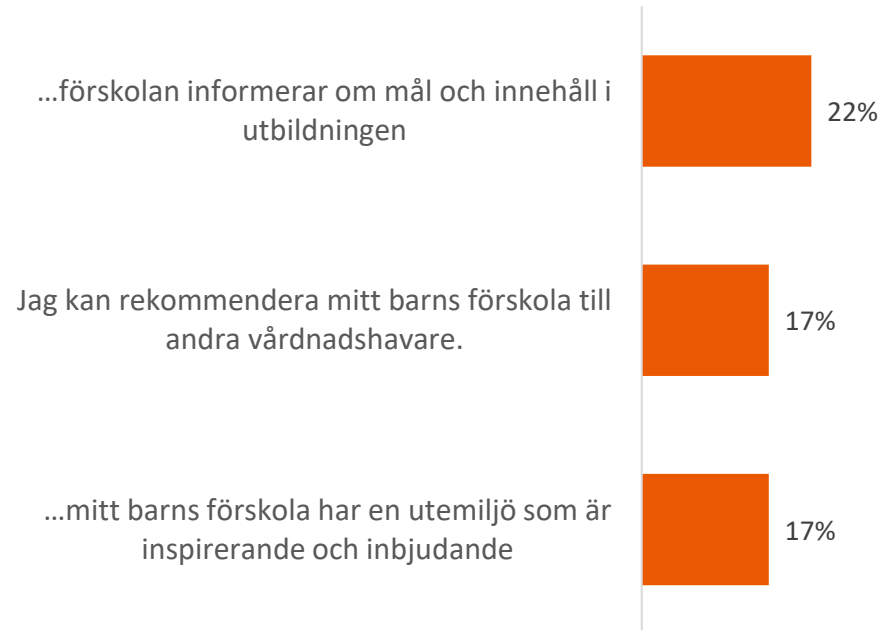 ...förskolan informerar om mål och innehåll i
utbildningen
22%
Jag kan rekommendera mitt barns förskola till
andra vårdnadshavare.
17%
...mitt barns förskola har en utemiljö som är
inspirerande och inbjudande
17%